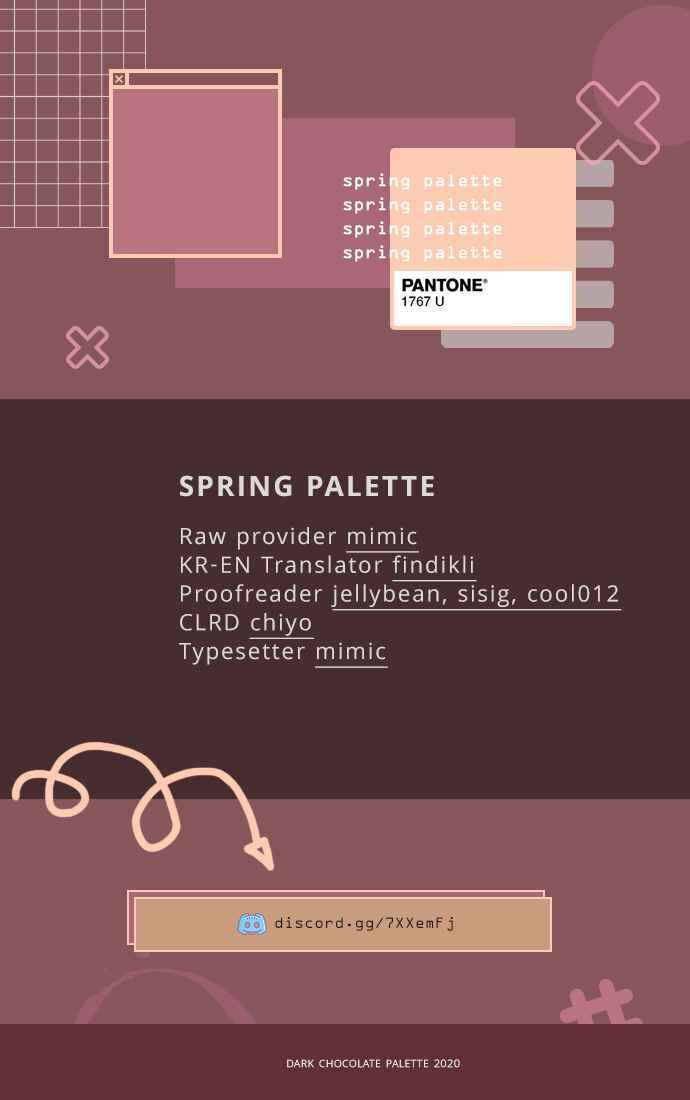 spring palette
spring palette
spring palette
spring palette
PANTONE®
1767 U
SPRING PALETTE
Raw provider mimic
KR-EN Translator findikli
Proofreader jellybean, sisig, cool012
CLRD chiyo
Typesetter mimic
discord.gg/7XXemFj
DARK CHOCOLATE PALETTE 2020